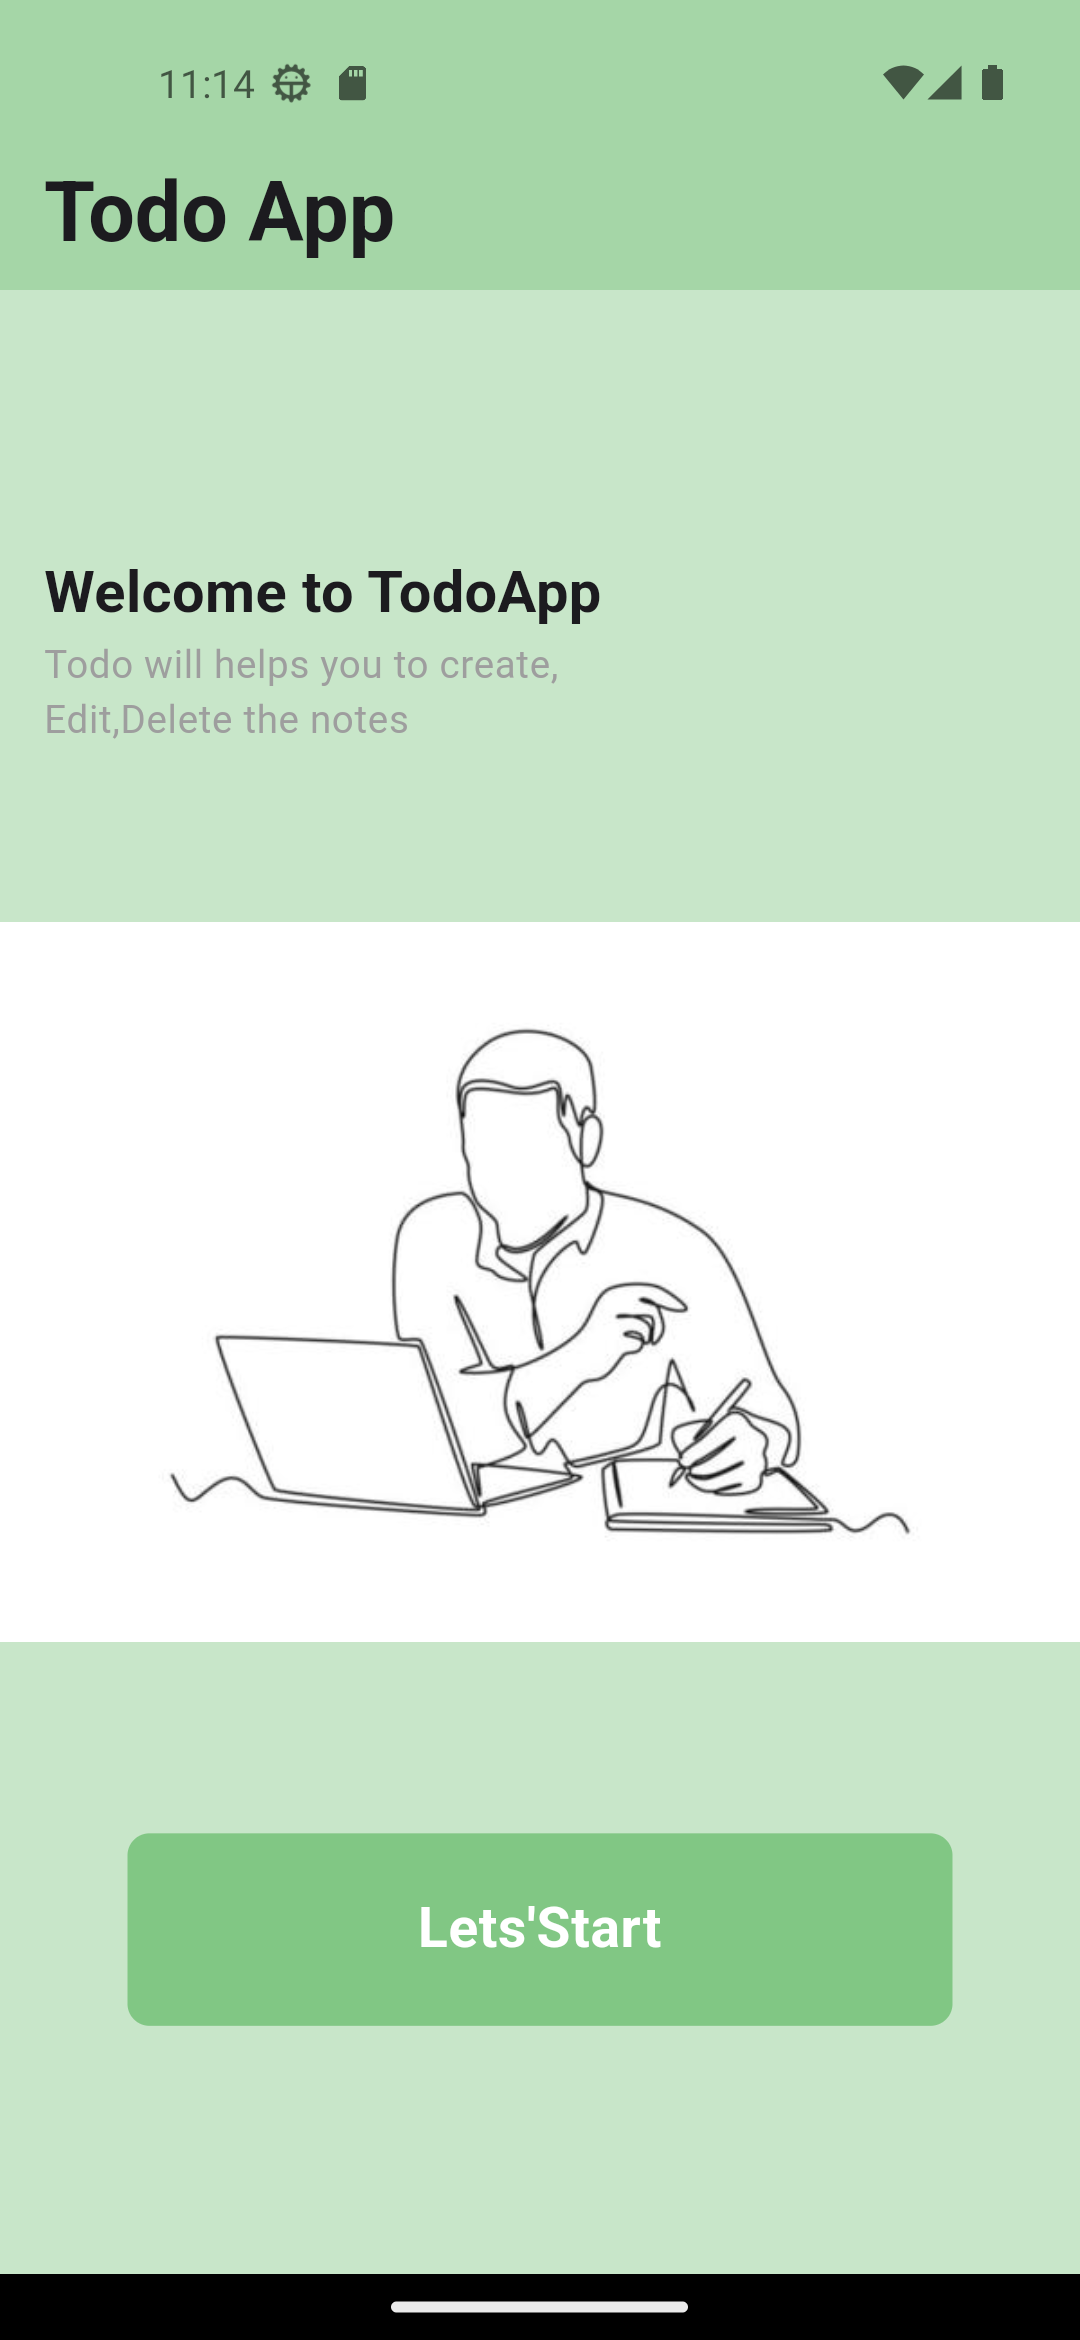 11:14
Todo App
Welcome to TodoApp
Todo will helps you to create,
Edit,Delete the notes
Lets'Start